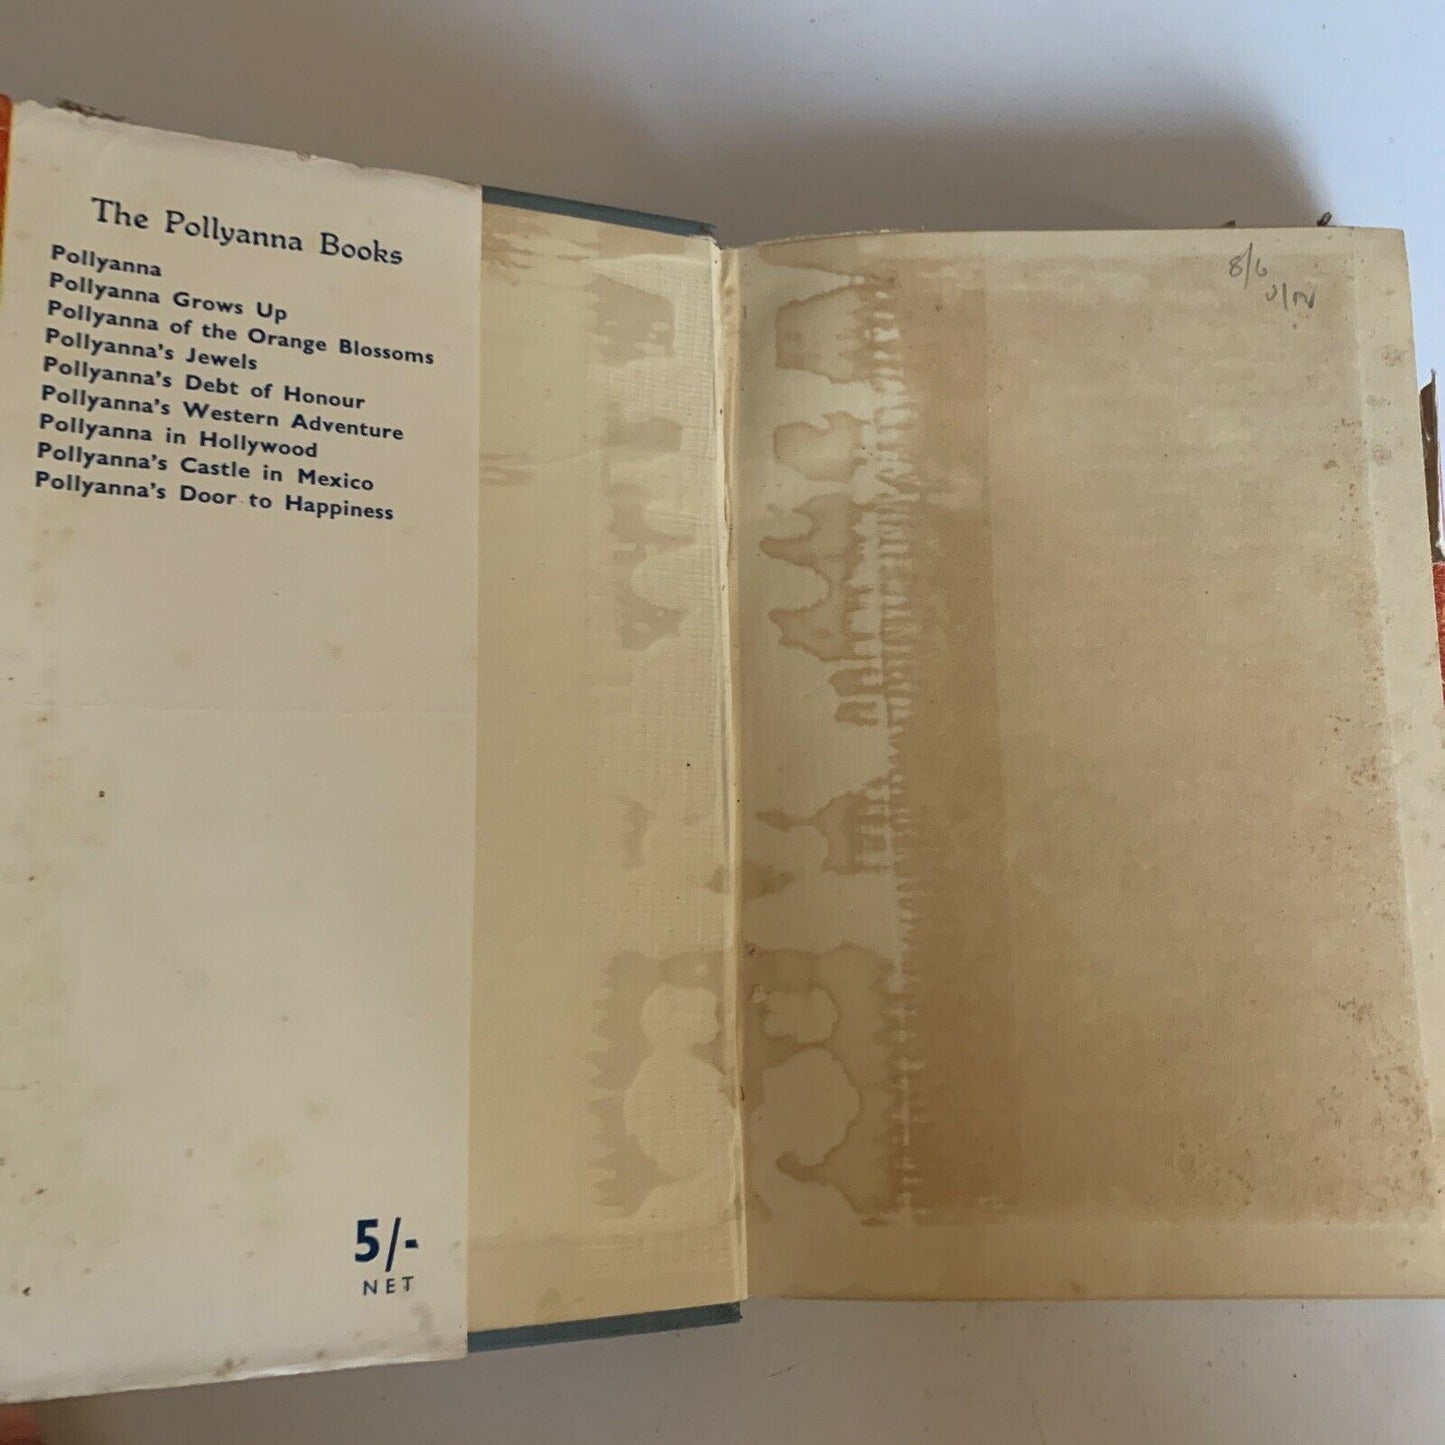 The Pollyanna Books
Pollyanna
Pollyanna Grows Up
Pollyanna of the Orange Blossoms
Pollyanna's Jewels
Pollyanna's Debt of Honour
Pollyanna's Western Adventure
Pollyanna in Hollywood
Pollyanna's Castle in Mexico
Pollyanna's Door to Happiness
5/-
NET
8/6